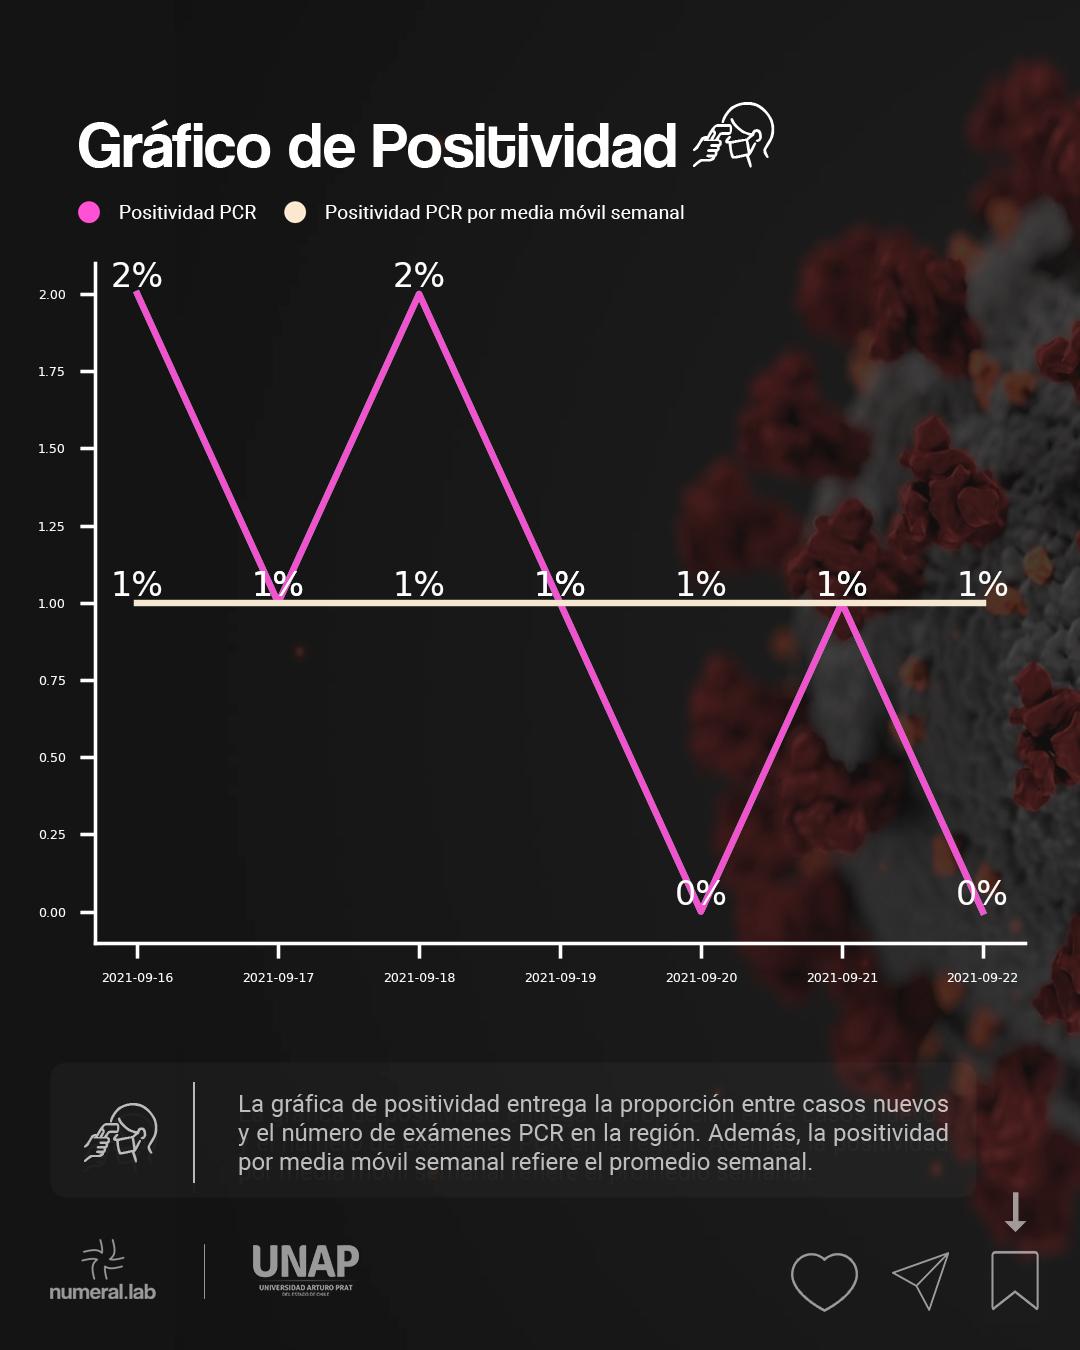 Gráfico de Positividad
Positividad PCR
Positividad PCR por media móvil semanal
2% 2%
2.00
1.75
1.50
1.25
1% 1% 1% 1% 1% 1% 1%
1.00
0.75
0.50
0.25
0% 0%
0.00
2021-09-16 2021-09-17 2021-09-18 2021-09-19 2021-09-20 2021-09-21 2021-09-22
La gráfica de positividad entrega la proporción entre casos nuevos
y el número de exámenes PCR en la región. Además, la positividad
por media móvil semanal refiere el promedio semanal.
numeral.lab
UNAP
UNIVERSIDAD ARTURO PRAT
DEL ESTADO DE CHILE